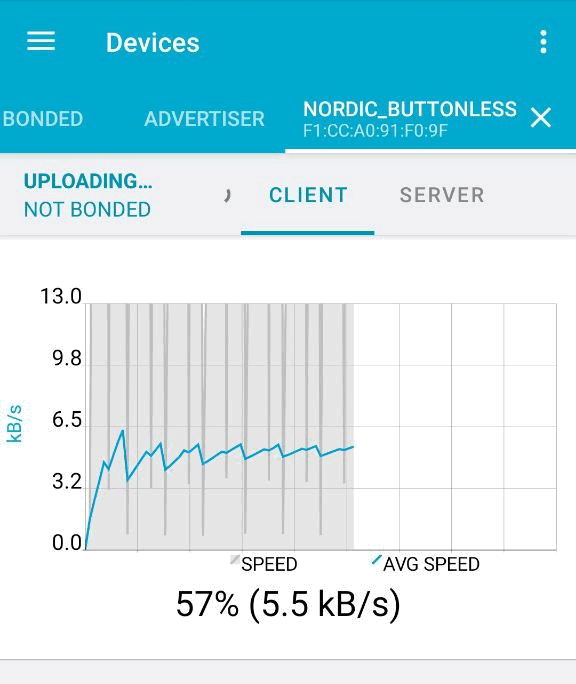 Devices
BONDED
ADVERTISER
NORDIC_BUTTONLESS
F1:CC:A0:91:F0:9F
UPLOADING...
NOT BONDED
CLIENT
SERVER
13.0
9.8
6.5
3.2
0.0
kB/s
SPEED
AVG SPEED
57% (5.5 kB/s)